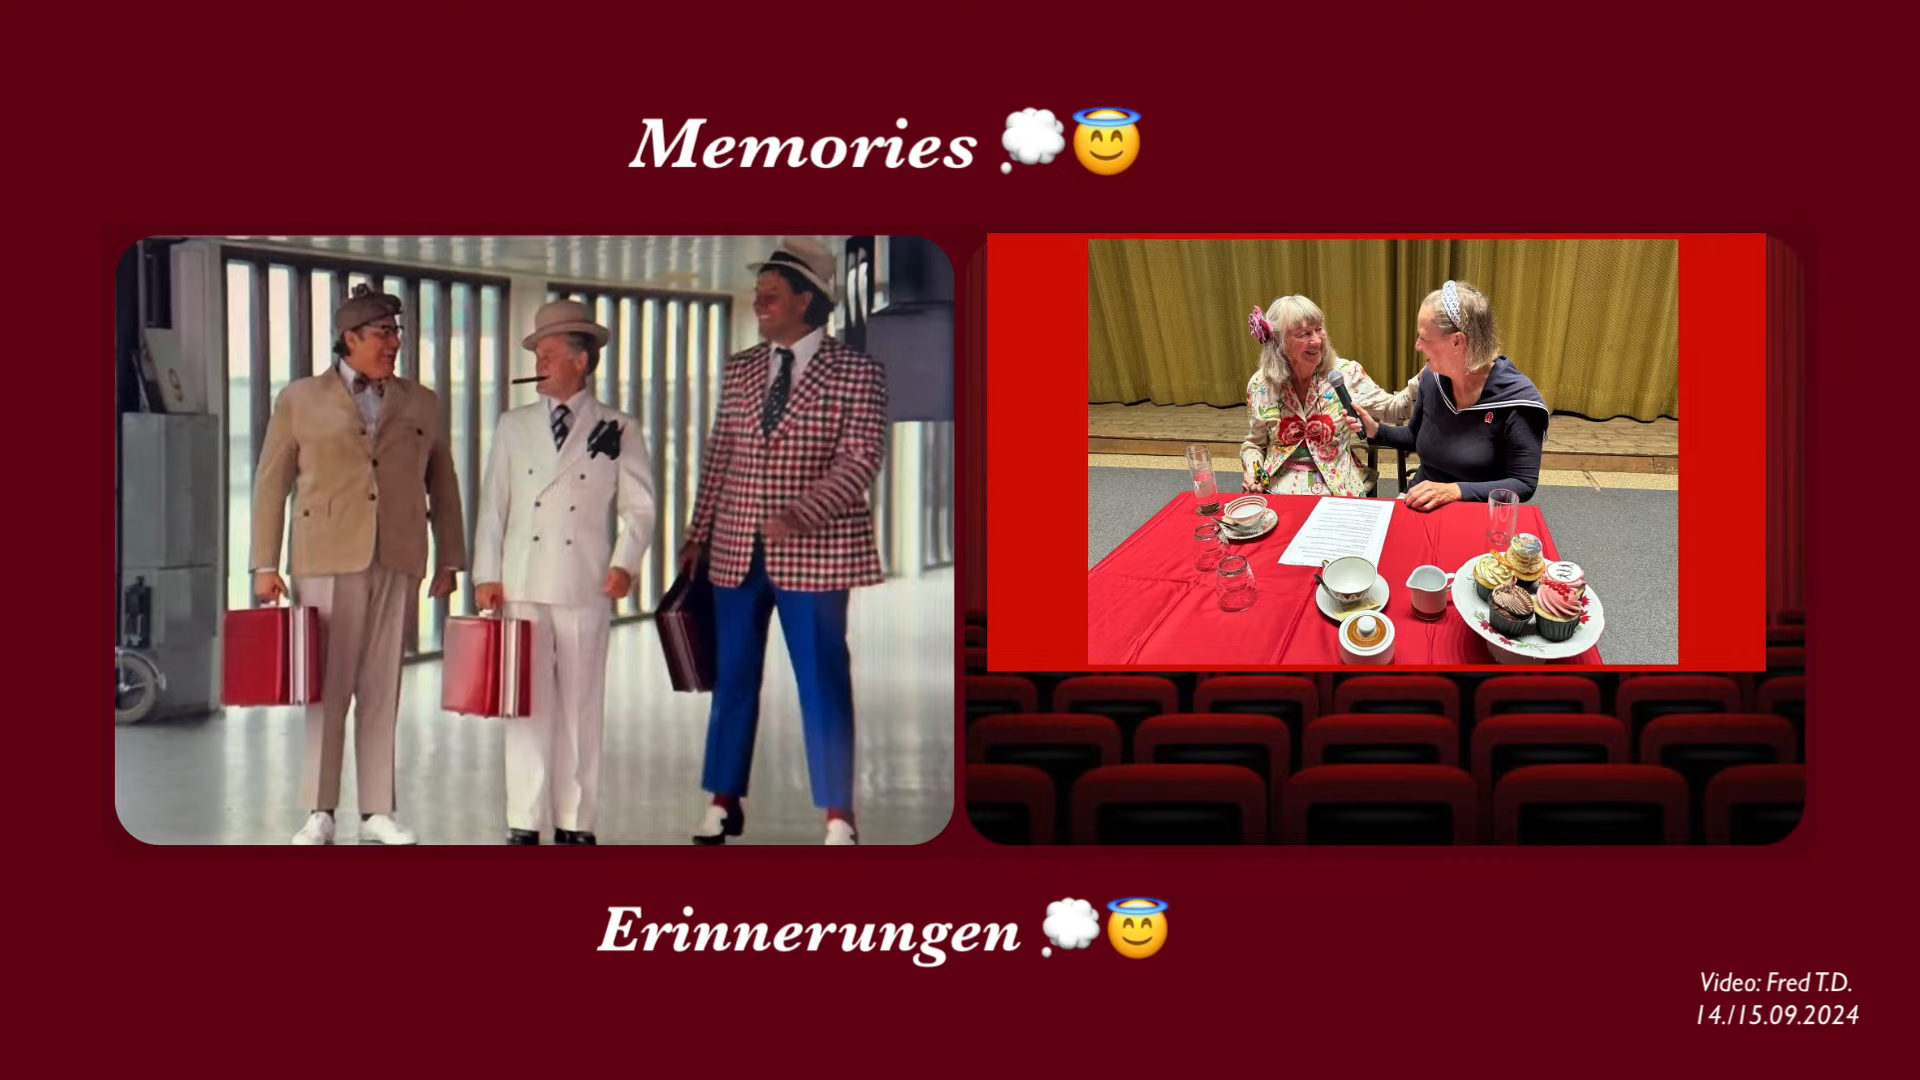 Memories 💭😇
Erinnerungen 💭😇
Video: Fred T.D.
14./15.09.2024